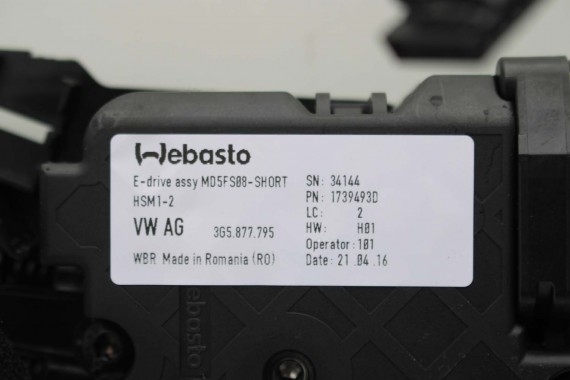 Webasto
E-drive assy MD5FS08-SHORT
HSM1-2
VW AG 3G5.877.795
WBR Made in Romania (RO)
SN: 34144
PN: 1739493D
LC: 2
HW: H01
Operator: 101
Date: 21.04.16
Webasto